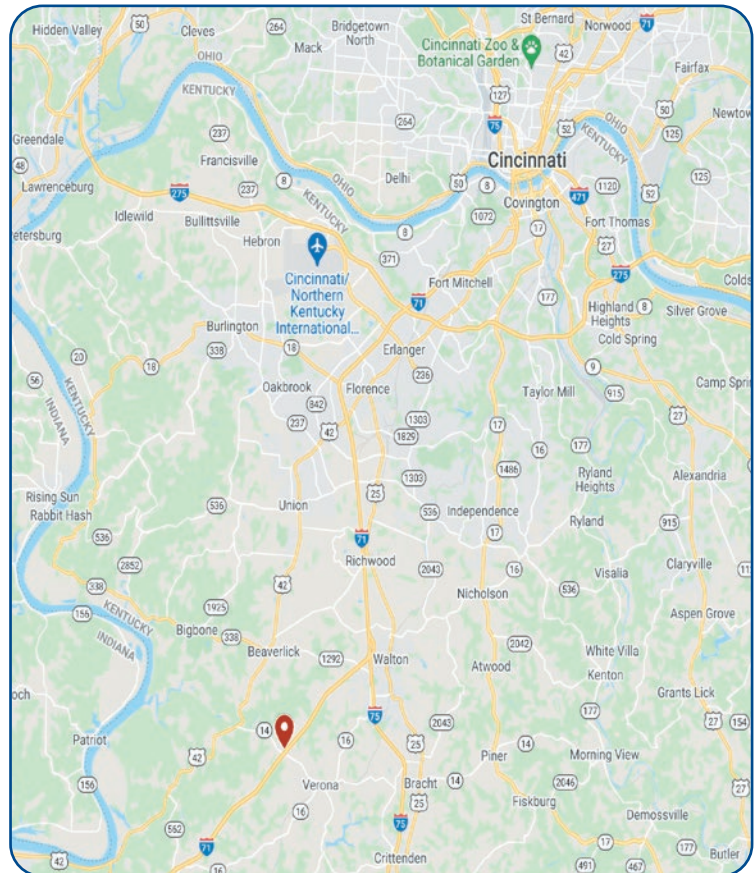 St Bernard
Norwood
71
Hidden Valley
50
Cleves
264
Bridgetown
North
Mack
Cincinnati Zoo &
Botanical Garden
42
OHIO
KENTUCKY
127
Fairfax
50
Newtow
Greendale
237
264
75
52
OHIO
KENTUCKY
125
48
Francisville
Cincinnati
125
Lawrenceburg
275
237
8
OHIO
KENTUCKY
Delhi
50
8
1120
52
471
Covington
etersburg
Idlewild
Bullittsville
1072
17
Fort Thomas
Hebron
8
27
371
275
Cincinnati/
Northern
Kentucky
International...
Fort Mitchell
Colds
71
177
Highland
Heights
8
Silver Grove
Burlington
Cold Spring
338
18
Erlanger
20
18
236
9
56
KENTUCKY
INDIANA
Oakbrook
Florence
Taylor Mill
915
Camp Sprin
842
237
42
1303
1829
17
27
16
177
1303
1486
Ryland
Heights
Alexandria
Rising Sun
Rabbit Hash
Union
25
536
536
Independence
Ryland
915
536
71
17
2852
Richwood
2043
16
Visalia
Claryville
11
338
42
536
156
KENTUCKY
INDIANA
1925
Nicholson
Aspen Grove
Bigbone
338
2042
Beaverlick
1292
Walton
Atwood
White Villa
Kenton
och
Grants Lick
14
75
2043
177
27
154
Patriot
16
25
14
42
Piner
Morning View
156
Verona
Bracht
14
2046
27
25
Fiskburg
16
Demossville
562
75
17
71
177
42
Crittenden
Butler
16
491
467